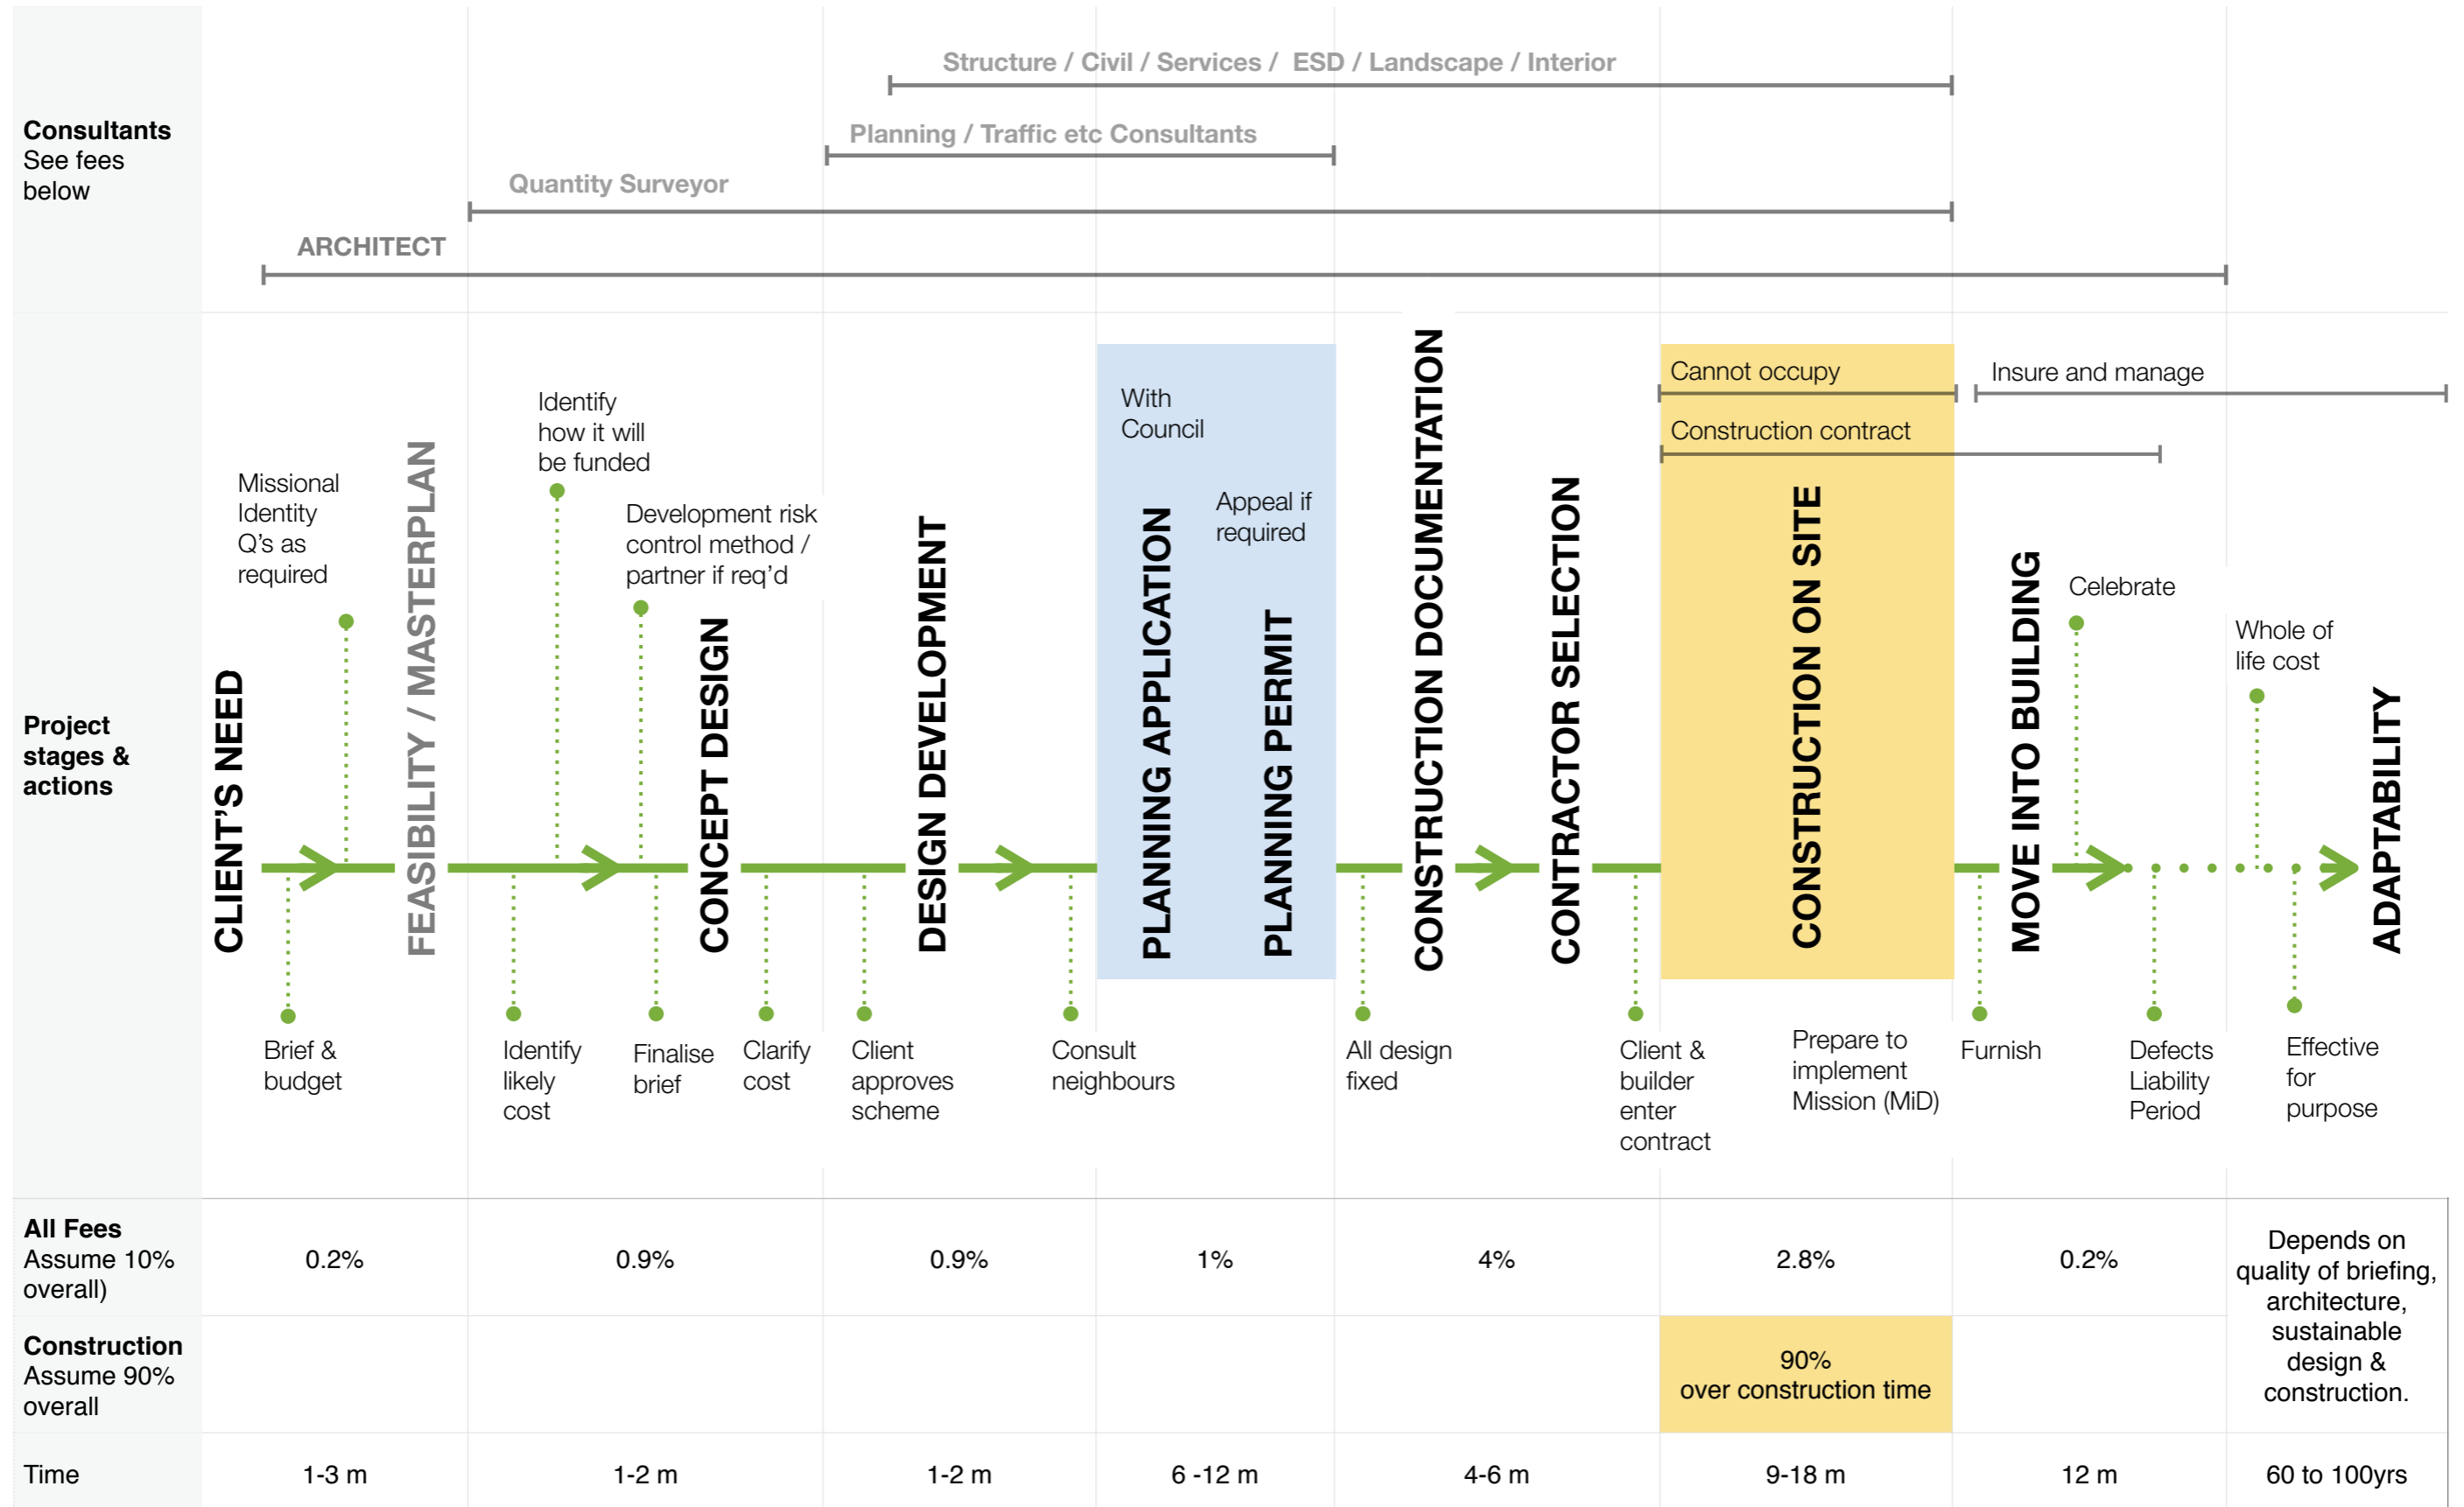 Structure / Civil / Services /  ESD / Landscape / Interior
Planning / Traffic etc Consultants
Quantity Surveyor
ARCHITECT
Consultants
See fees
below
Project
stages &
actions
CLIENT'S NEED
Missional
Identity
Q's as
required
Brief &
budget
FEASIBILITY / MASTERPLAN
Identify
how it will
be funded
Identify
likely
cost
Development risk
control method /
partner if req'd
Finalise
brief
CONCEPT DESIGN
Clarify
cost
Client
approves
scheme
DESIGN DEVELOPMENT
Consult
neighbours
With
Council
PLANNING APPLICATION
Appeal if
required
PLANNING PERMIT
All design
fixed
CONSTRUCTION DOCUMENTATION
CONTRACTOR SELECTION
Client &
builder
enter
contract
Cannot occupy
Construction contract
CONSTRUCTION ON SITE
Prepare to
implement
Mission (MiD)
Insure and manage
Furnish
MOVE INTO BUILDING
Celebrate
Defects
Liability
Period
Whole of
life cost
Effective
for
purpose
ADAPTABILITY
All Fees
Assume 10%
overall)
0.2%
0.9%
0.9%
1%
4%
2.8%
0.2%
Depends on
quality of briefing,
architecture,
sustainable
design &
construction.
Construction
Assume 90%
overall
90%
over construction time
Time
1-3 m
1-2 m
1-2 m
6 -12 m
4-6 m
9-18 m
12 m
60 to 100yrs